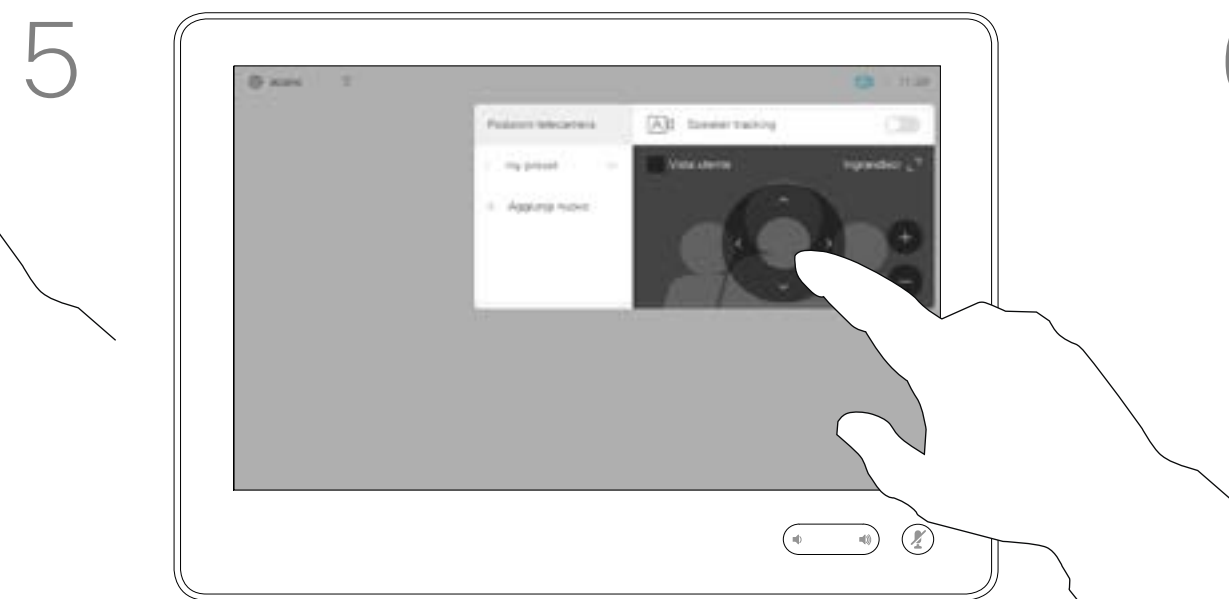 5
Posizioni telecamera
Speaker tracking
my preset
Vista utente
Ingrandisci
Aggiungi nuovo